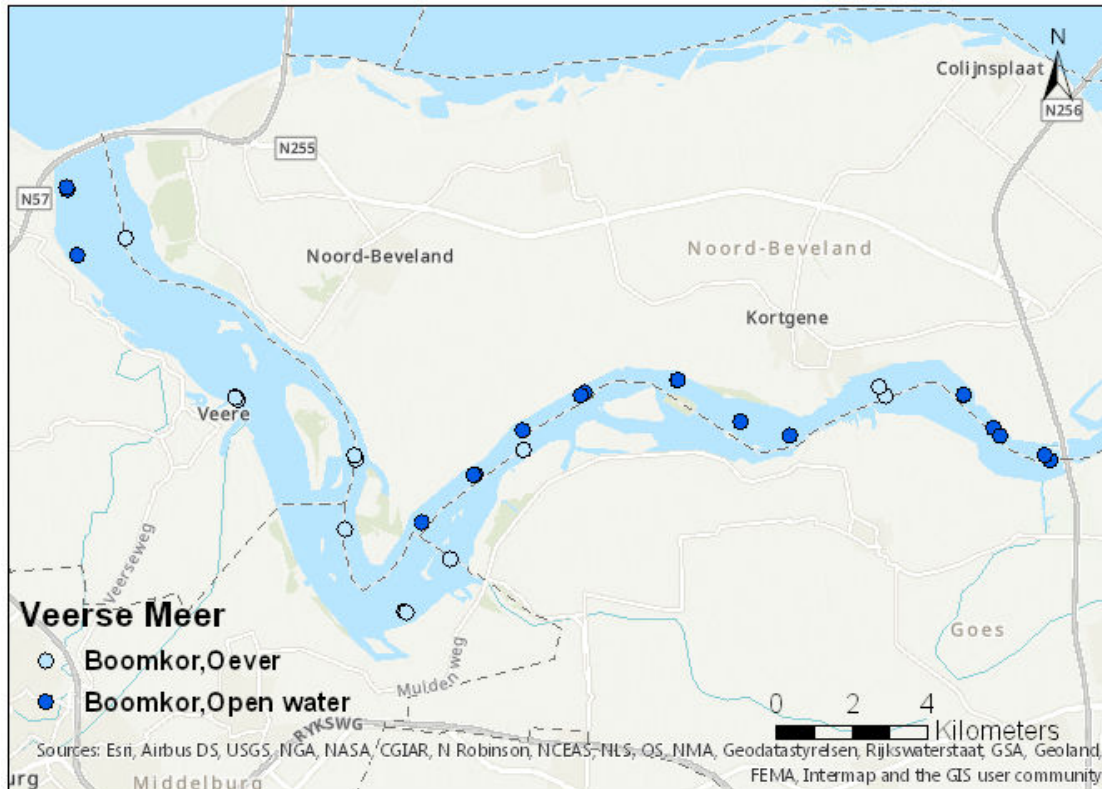 Colijnsplaat
N
N256
N255
N57
Noord-Beveland
Noord-Beveland
Kortgene
Veere
Veerseweg
Veerse Meer
Boomkor,Oever
Boomkor,Open water
Goes
Muiden weg
0 2 4
Kilometers
RYKSWG
Sources: Esri, Airbus DS, USGS, NGA, NASA, CGIAR, N Robinson, NCEAS, NLS, OS, NMA, Geodatastyrelsen, Rijkswaterstaat, GSA, Geoland,
FEMA, Intermap and the GIS user community
urg
Middelburg